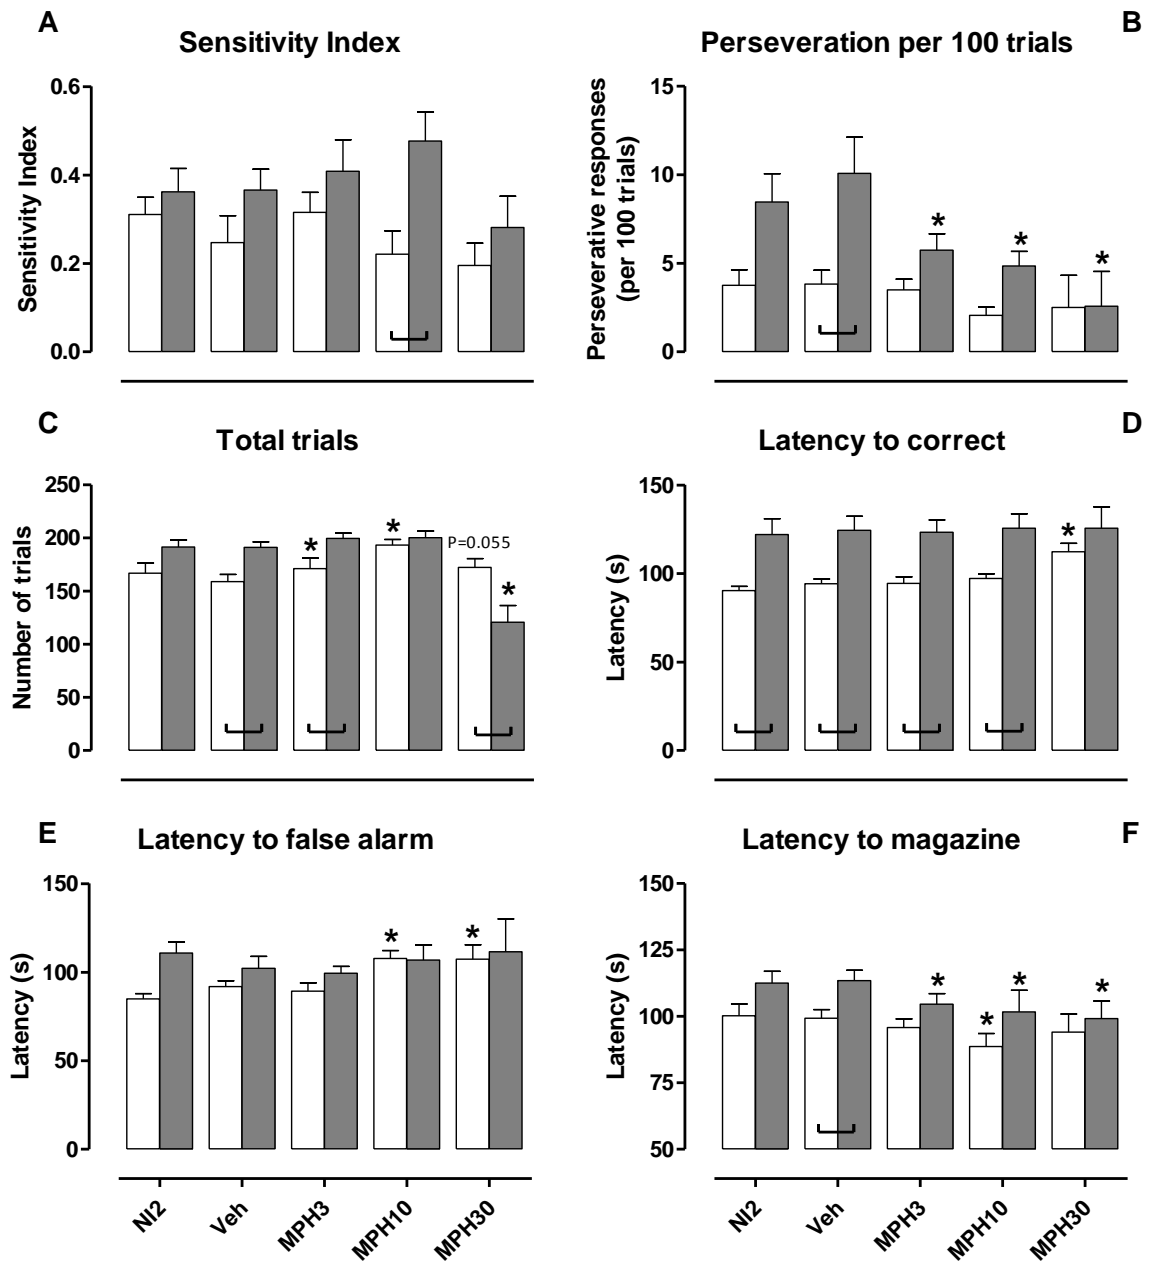 A
Sensitivity Index
Sensitivity Index
0.6
0.4
0.2
0.0
B
Perseveration per 100 trials
Perseverative responses
(per 100 trials)
15
10
5
0
*
*
*
C
Total trials
Number of trials
250
200
150
100
50
0
*
*
P=0.055
*
D
Latency to correct
Latency (s)
150
100
50
0
*
E
Latency to false alarm
Latency (s)
150
100
50
0
*
*
NI2
Veh
MPH3
MPH10
MPH30
F
Latency to magazine
Latency (s)
150
125
100
75
50
*
*
*
*
NI2
Veh
MPH3
MPH10
MPH30